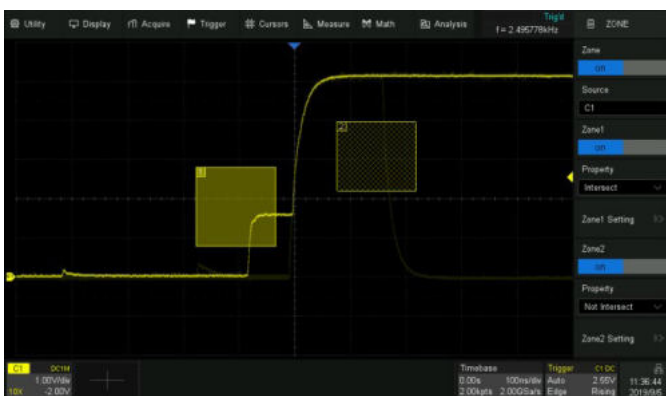 Utility Display Acquire Trigger Cursors Measure Math Analysis Trig'd ZONE
f = 2.495778kHz
Zone
on
Source
C1
Zone1
on
Property
Intersect
Zone1 Setting
Zone2
on
Property
Not Intersect
Zone2 Setting
1
2
C1 DC1M
1.00V/div
10X -2.00V
Timebase
0.00s 100ns/div
2.00kpts 2.00GSa/s
Trigger C1 DC
Auto 2.55V
Edge Rising
11:36:44
2019/9/5